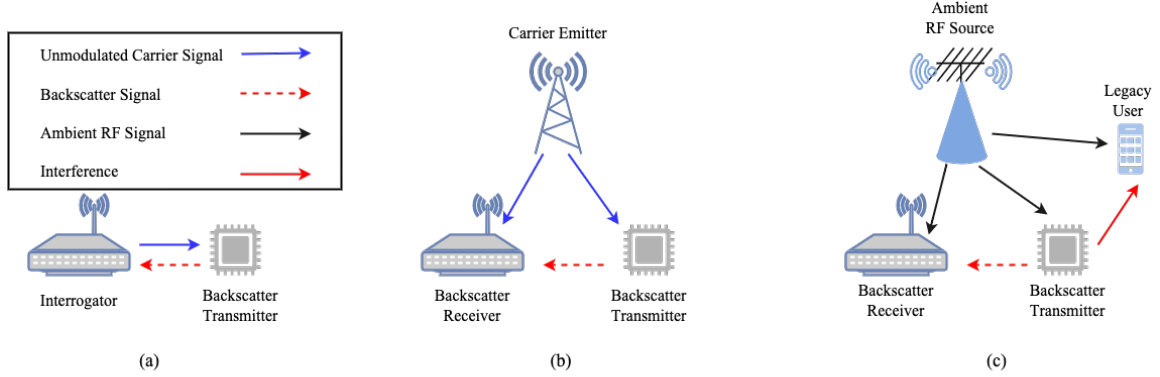 Unmodulated Carrier Signal
Backscatter Signal
Ambient RF Signal
Interference
Interrogator
Backscatter
Transmitter
(a)
Carrier Emitter
Backscatter
Receiver
Backscatter
Transmitter
(b)
Ambient
RF Source
Legacy
User
Backscatter
Receiver
Backscatter
Transmitter
(c)